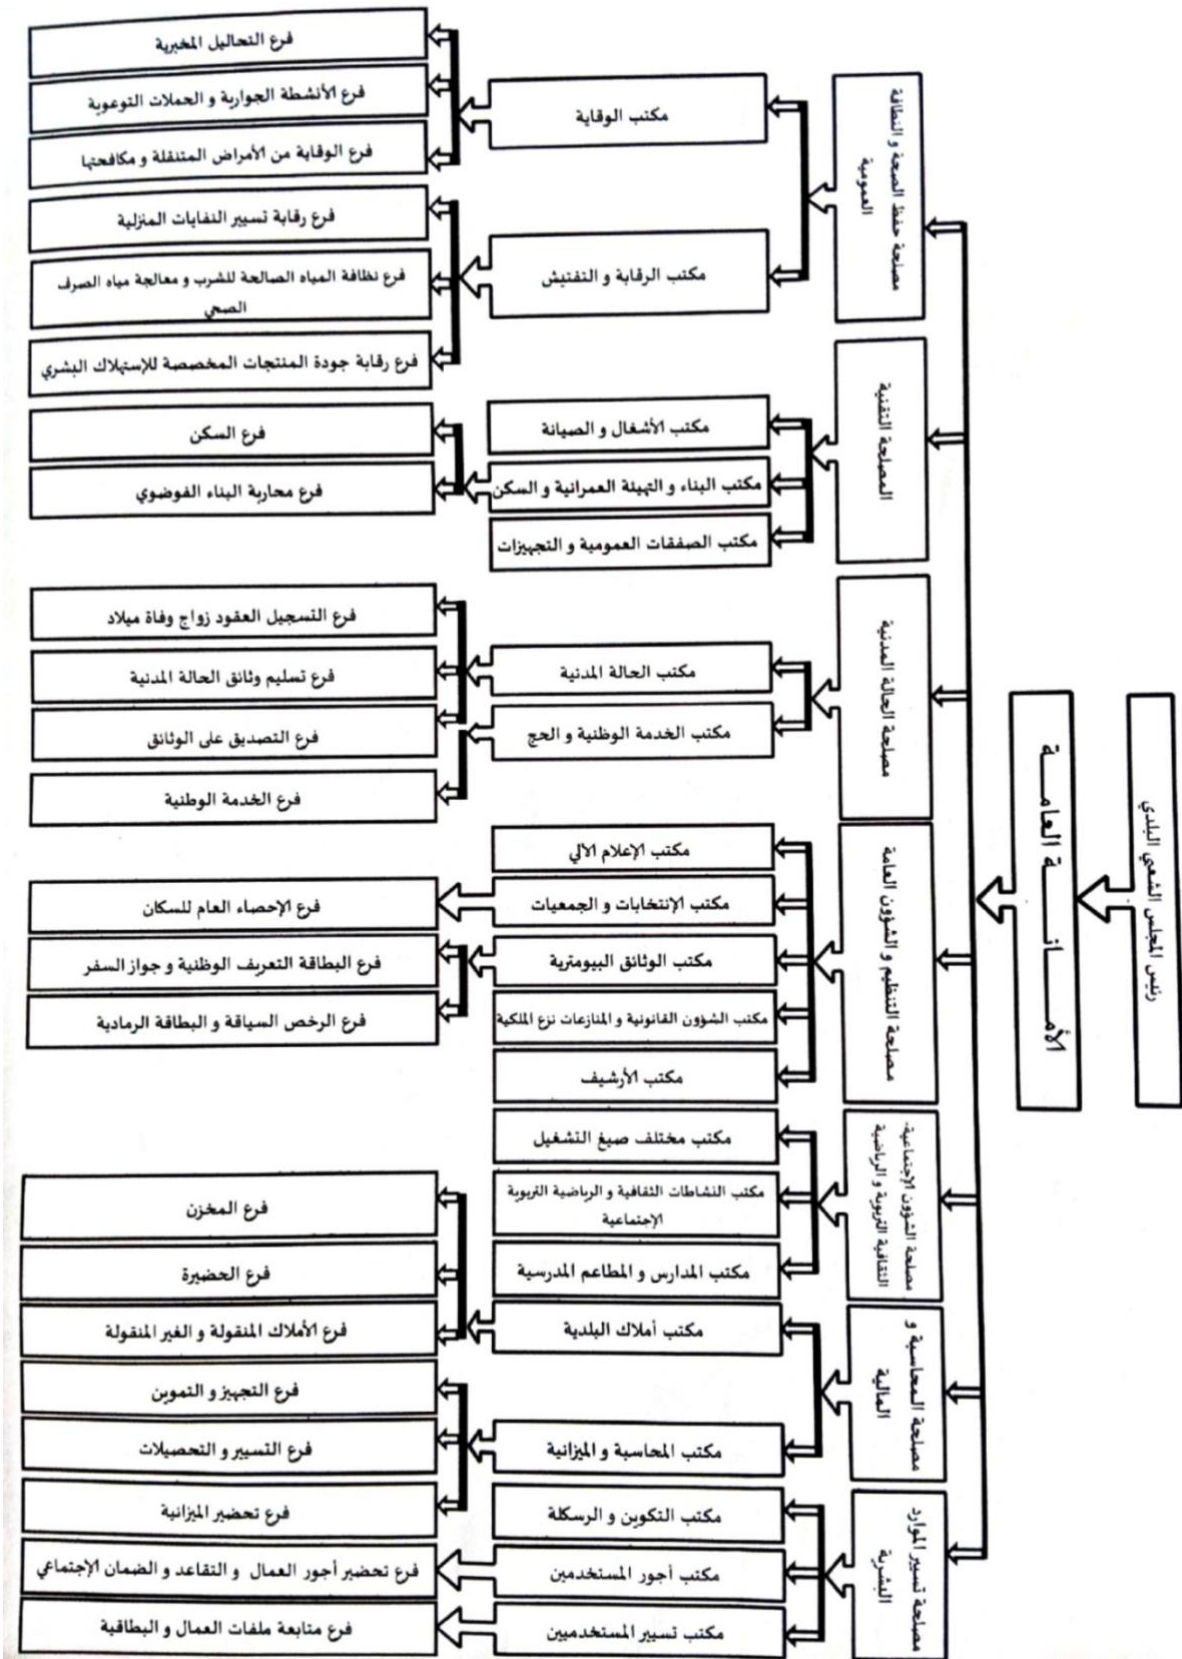 رئيس المجلس الشعبي البلدي
الأمـــــانـــــة العامـــــة
مصلحة حفظ الصحة و النظافة
العمومية
مكتب الوقاية
فرع التحاليل المخبرية
فرع الأنشطة الجوارية و الحملات التوعوية
فرع الوقاية من الأمراض المتنقلة و مكافحتها
مكتب الرقابة و التفتيش
فرع رقابة تسيير النفايات المنزلية
فرع نظافة المياه الصالحة للشرب و معالجة مياه الصرف
الصحي
فرع رقابة جودة المنتجات المخصصة للإستهلاك البشري
المصلحة التقنية
مكتب الأشغال و الصيانة
مكتب البناء و التهيئة العمرانية و السكن
فرع السكن
فرع محاربة البناء الفوضوي
مكتب الصفقات العمومية و التجهيزات
مصلحة الحالة المدنية
مكتب الحالة المدنية
فرع التسجيل العقود زواج وفاة ميلاد
فرع تسليم وثائق الحالة المدنية
فرع التصديق على الوثائق
مكتب الخدمة الوطنية و الحج
فرع الخدمة الوطنية
مصلحة التنظيم و الشؤون العامة
مكتب الإعلام الالي
مكتب الإنتخابات و الجمعيات
فرع الإحصاء العام للسكان
مكتب الوثائق البيومترية
فرع البطاقة التعريف الوطنية و جواز السفر
فرع الرخص السياقة و البطاقة الرمادية
مكتب الشؤون القانونية و المنازعات نزع الملكية
مكتب الأرشيف
مصلحة الشؤون الإجتماعية-
الثقافية التربوية و الرياضية
مكتب مختلف صيغ التشغيل
مكتب النشاطات الثقافية و الرياضية التربوية
الإجتماعية
مكتب المدارس و المطاعم المدرسية
مصلحة المحاسبة و
المالية
مكتب أملاك البلدية
فرع المخزن
فرع الحضيرة
فرع الأملاك المنقولة و الغير المنقولة
مكتب المحاسبة و الميزانية
فرع التجهيز و التموين
فرع التسيير و التحصيلات
فرع تحضير الميزانية
مصلحة تسيير الموارد
البشرية
مكتب التكوين و الرسكلة
مكتب أجور المستخدمين
فرع تحضير أجور العمال و التقاعد و الضمان الإجتماعي
مكتب تسيير المستخدميين
فرع متابعة ملفات العمال و البطاقية